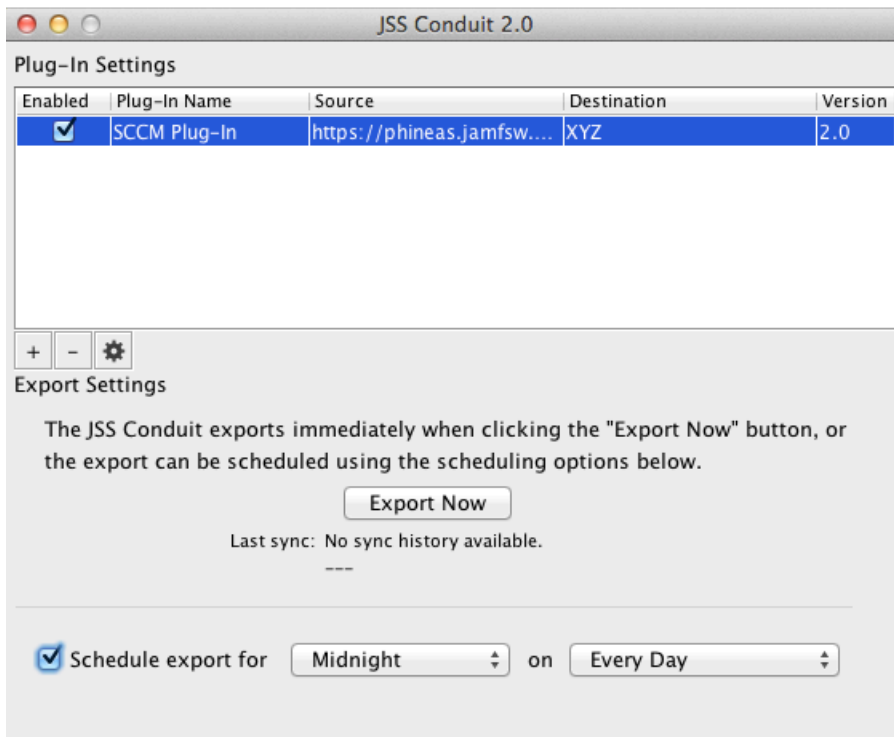 JSS Conduit 2.0
Plug-In Settings
Enabled Plug-In Name Source Destination Version
SCCM Plug-In https://phineas.jamfsw.... XYZ 2.0
+ -
Export Settings
The JSS Conduit exports immediately when clicking the "Export Now" button, or
the export can be scheduled using the scheduling options below.
Export Now
Last sync: No sync history available.
---
Schedule export for Midnight on Every Day